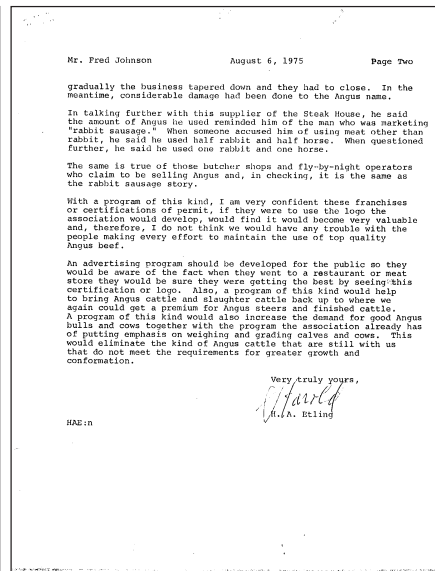 Mr. Fred Johnson August 6, 1975 Page Two
gradually the business tapered down and they had to close. In the
meantime, considerable damage had been done to the Angus name.
In talking further with this supplier of the Steak House, he said
the amount of Angus he used reminded him of the man who was marketing
"rabbit sausage." When someone accused him of using meat other than
rabbit, he said he used half rabbit and half horse. When questioned
further, he said he used one rabbit and one horse.
The same is true of those butcher shops and fly-by-night operators
who claim to be selling Angus and, in checking, it is the same as
the rabbit sausage story.
With a program of this kind, I am very confident these franchises
or certifications of permit, if they were to use the logo the
association would develop, would find it would become very valuable
and, therefore, I do not think we would have any trouble with the
people making every effort to maintain the use of top quality
Angus beef.
An advertising program should be developed for the public so they
would be aware of the fact when they went to a restaurant or meat
store they would be sure they were getting the best by seeing this
certification or logo. Also, a program of this kind would help
to bring Angus cattle and slaughter cattle back up to where we
again could get a premium for Angus steers and finished cattle.
A program of this kind would also increase the demand for good Angus
bulls and cows together with the program the association already has
of putting emphasis on weighing and grading calves and cows. This
would eliminate the kind of Angus cattle that are still with us
that do not meet the requirements for greater growth and
conformation.
Very truly yours,
Harold
H. A. Etling
HAE:n